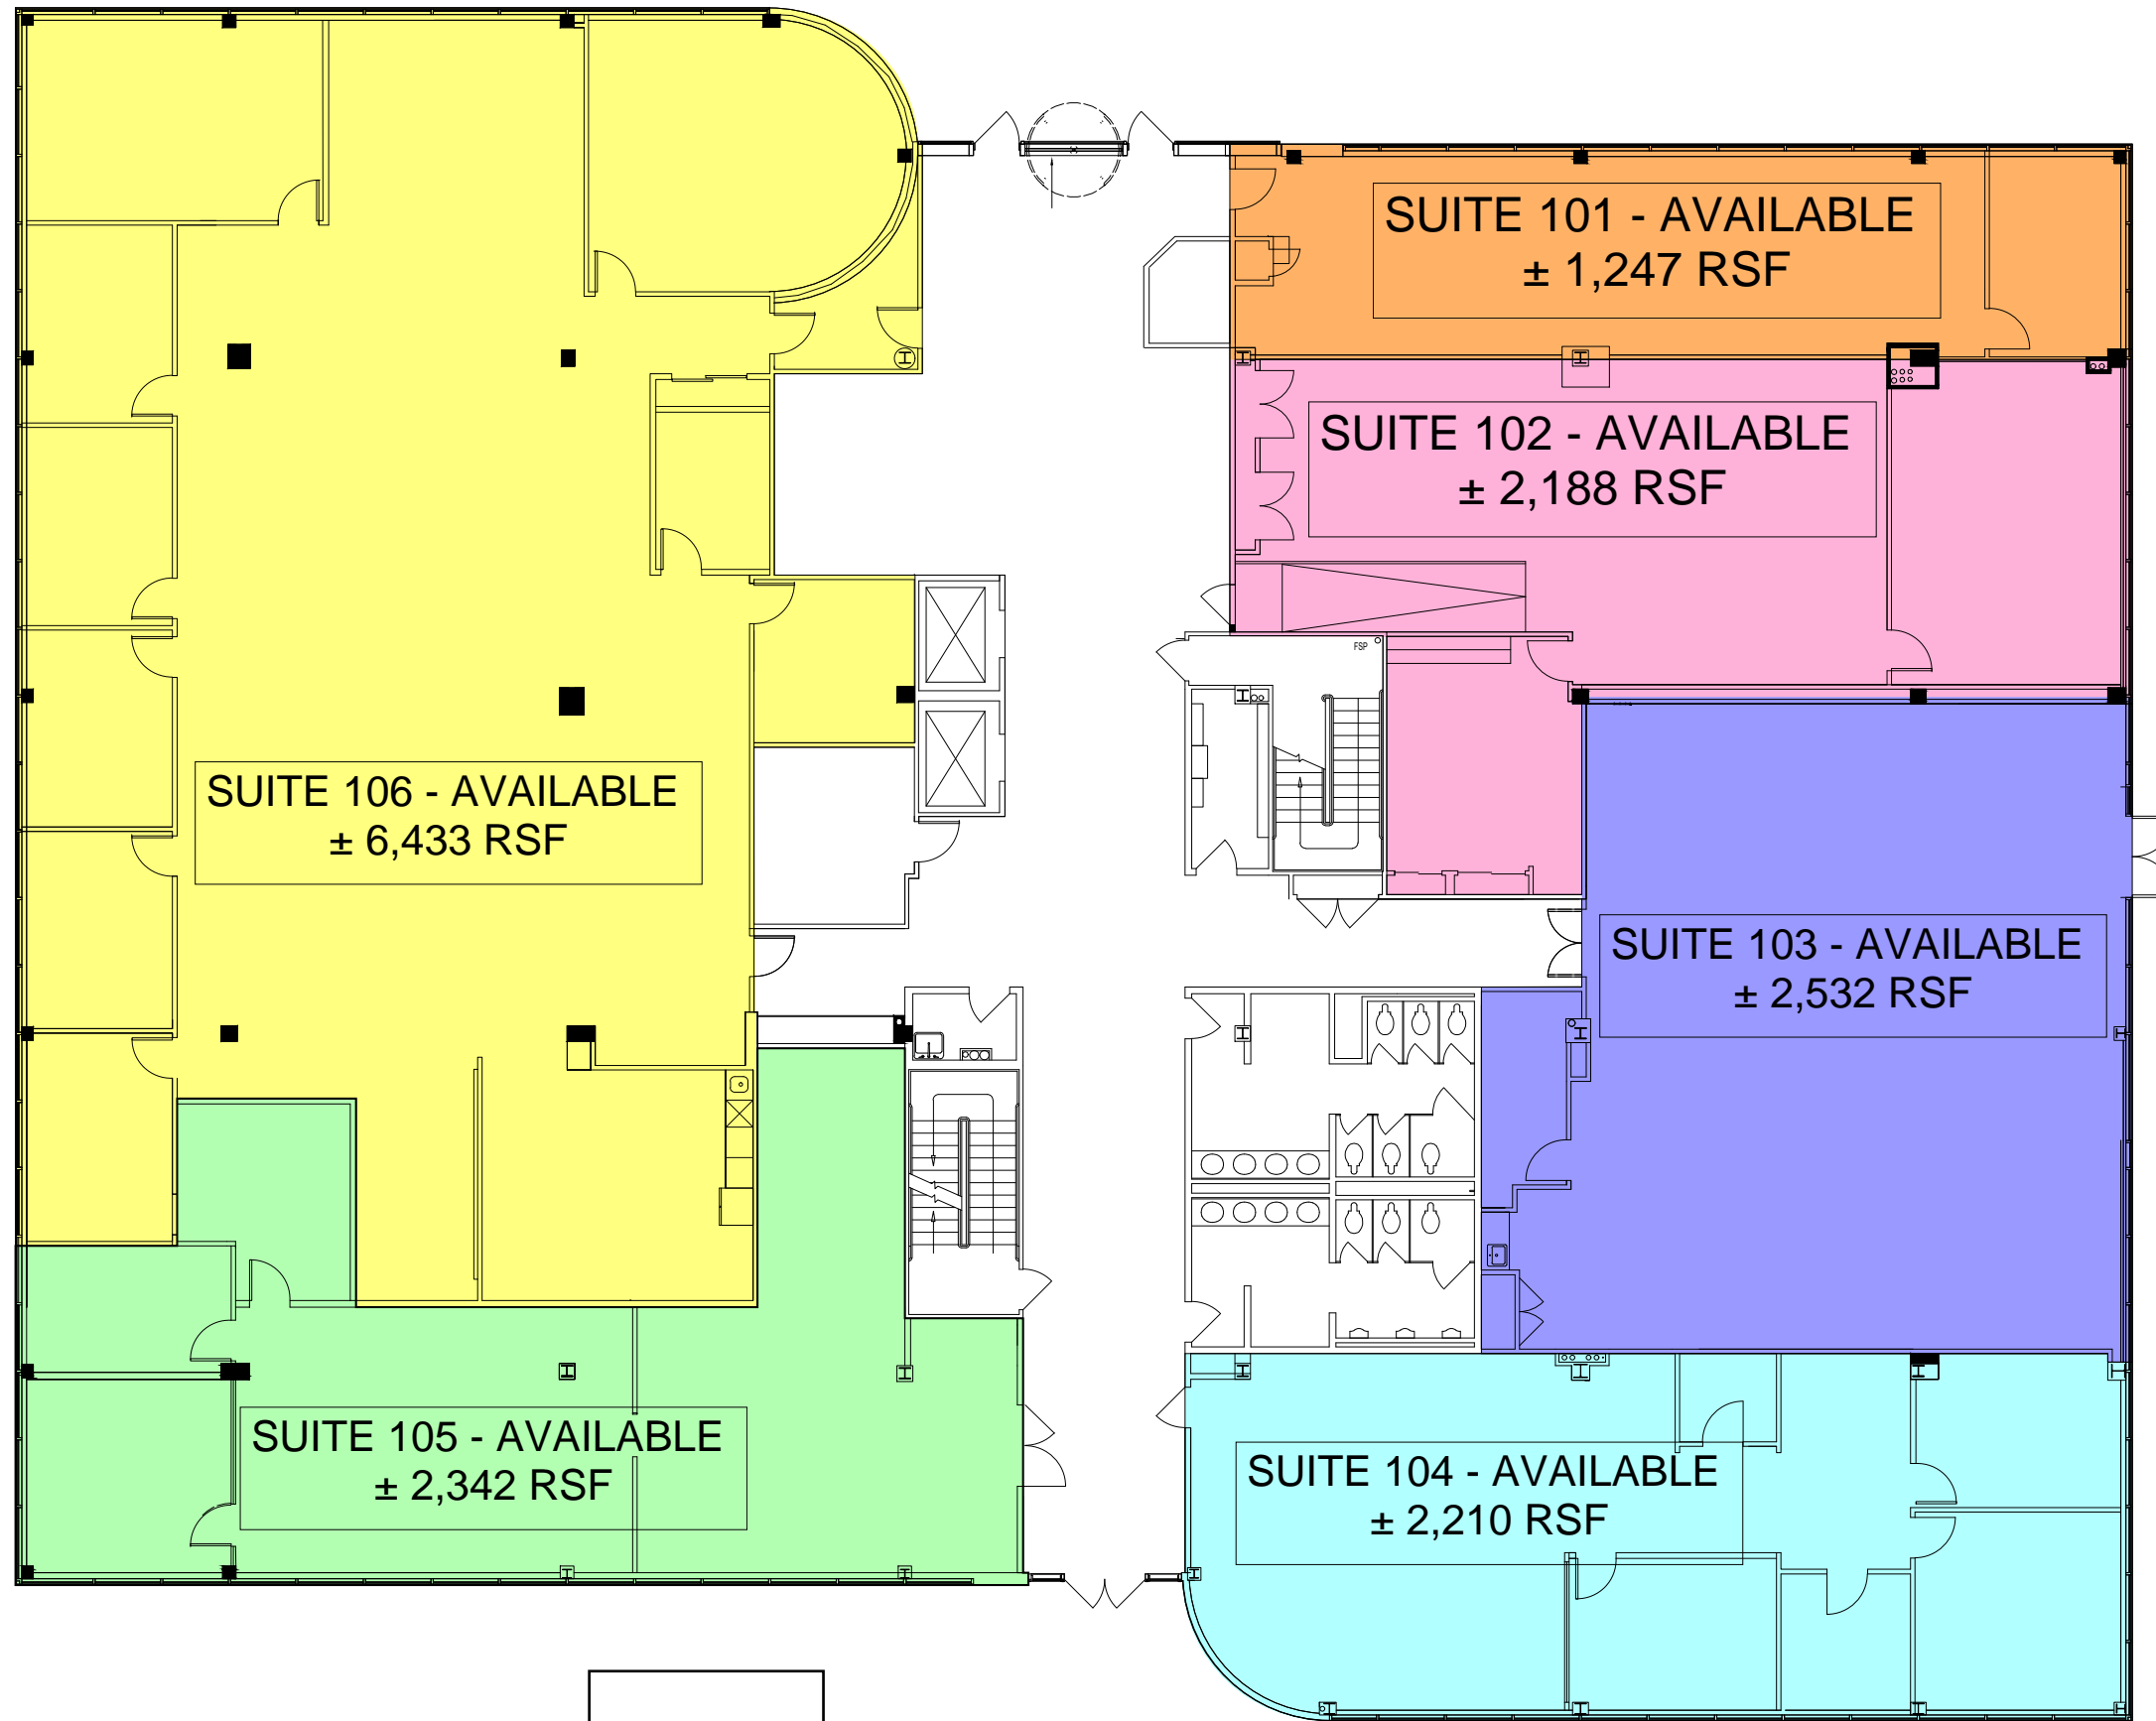 SUITE 101 - AVAILABLE
± 1,247 RSF
SUITE 102 - AVAILABLE
± 2,188 RSF
FSP
SUITE 106 - AVAILABLE
± 6,433 RSF
SUITE 103 - AVAILABLE
± 2,532 RSF
SUITE 105 - AVAILABLE
± 2,342 RSF
SUITE 104 - AVAILABLE
± 2,210 RSF